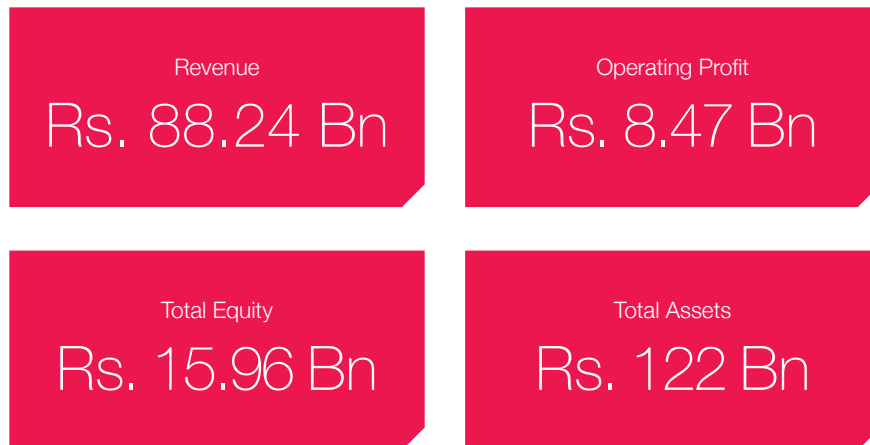 Revenue
Rs. 88.24 Bn
Operating Profit
Rs. 8.47 Bn
Total Equity
Rs. 15.96 Bn
Total Assets
Rs. 122 Bn